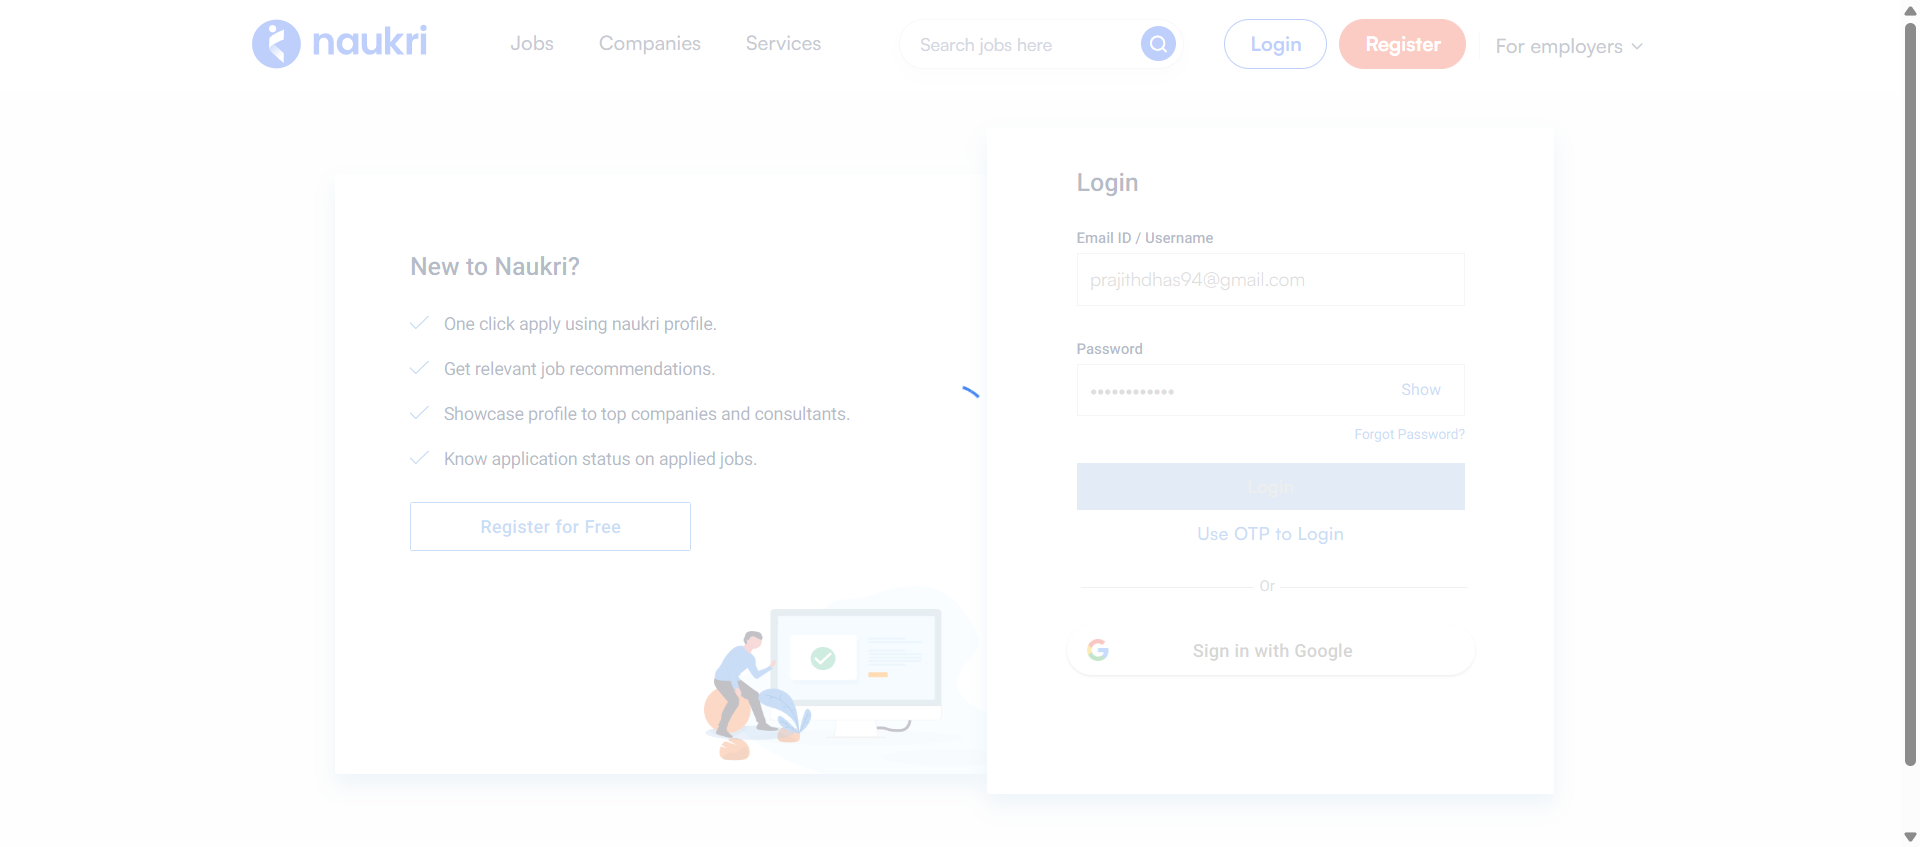 naukri
Jobs
Companies
Services
Search jobs here
Login
Register
For employers
New to Naukri?
One click apply using naukri profile.
Get relevant job recommendations.
Showcase profile to top companies and consultants.
Know application status on applied jobs.
Register for Free
Login
Email ID / Username
prajithdhas94@gmail.com
Password
••••••••••••
Show
Forgot Password?
Login
Use OTP to Login
Or
Sign in with Google